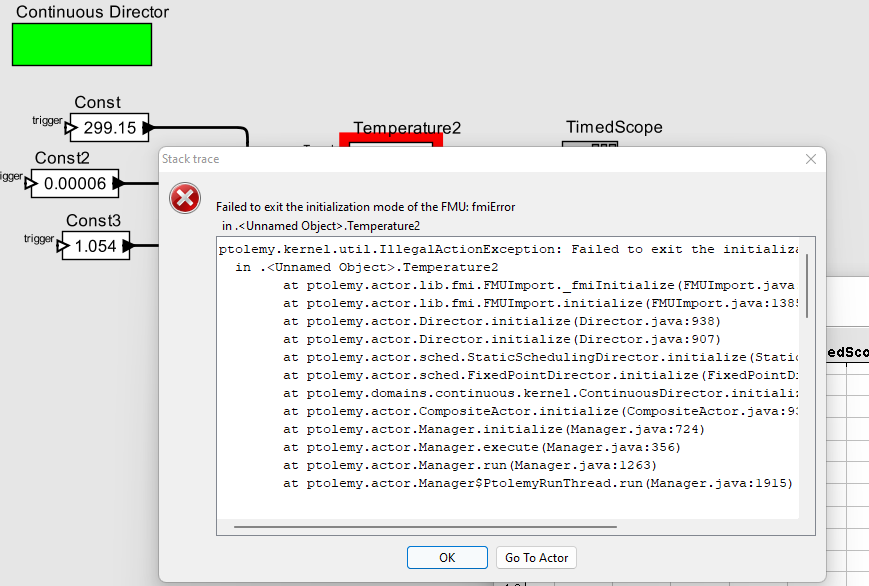 Continuous Director
Const
trigger
299.15
Temperature2
TimedScope
Const2
igger
0.00006
Const3
trigger
1.054
Stack trace
Failed to exit the initialization mode of the FMU: fmiError
in .<Unnamed Object>.Temperature2
ptolemy.kernel.util.IllegalActionException: Failed to exit the initializa
in .<Unnamed Object>.Temperature2
at ptolemy.actor.lib.fmi.FMUImport._fmiInitialize(FMUImport.java
at ptolemy.actor.lib.fmi.FMUImport.initialize(FMUImport.java:1385
at ptolemy.actor.Director.initialize(Director.java:938)
at ptolemy.actor.Director.initialize(Director.java:907)
at ptolemy.actor.sched.StaticSchedulingDirector.initialize(Static
at ptolemy.actor.sched.FixedPointDirector.initialize(FixedPointDi
at ptolemy.domains.continuous.kernel.ContinuousDirector.initializ
at ptolemy.actor.CompositeActor.initialize(CompositeActor.java:93
at ptolemy.actor.Manager.initialize(Manager.java:724)
at ptolemy.actor.Manager.execute(Manager.java:356)
at ptolemy.actor.Manager.run(Manager.java:1263)
at ptolemy.actor.Manager$PtolemyRunThread.run(Manager.java:1915)
edSco
OK
Go To Actor